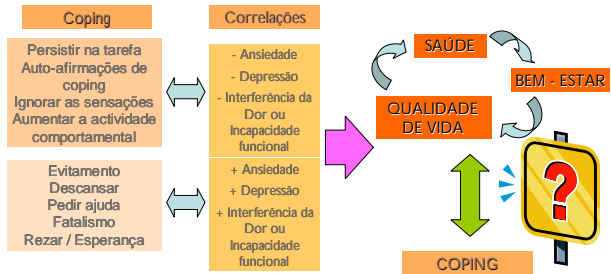 Coping
Persistir na tarefa
Auto-afirmações de
coping
Ignorar as sensações
Aumentar a actividade
comportamental
Evitamento
Descansar
Pedir ajuda
Fatalismo
Rezar / Esperança
Correlações
- Ansiedade
- Depressão
- Interferência da
Dor ou
Incapacidade
funcional
+ Ansiedade
+ Depressão
+ Interferência da
Dor ou
Incapacidade
funcional
SAÚDE
BEM - ESTAR
QUALIDADE
DE VIDA
?
COPING